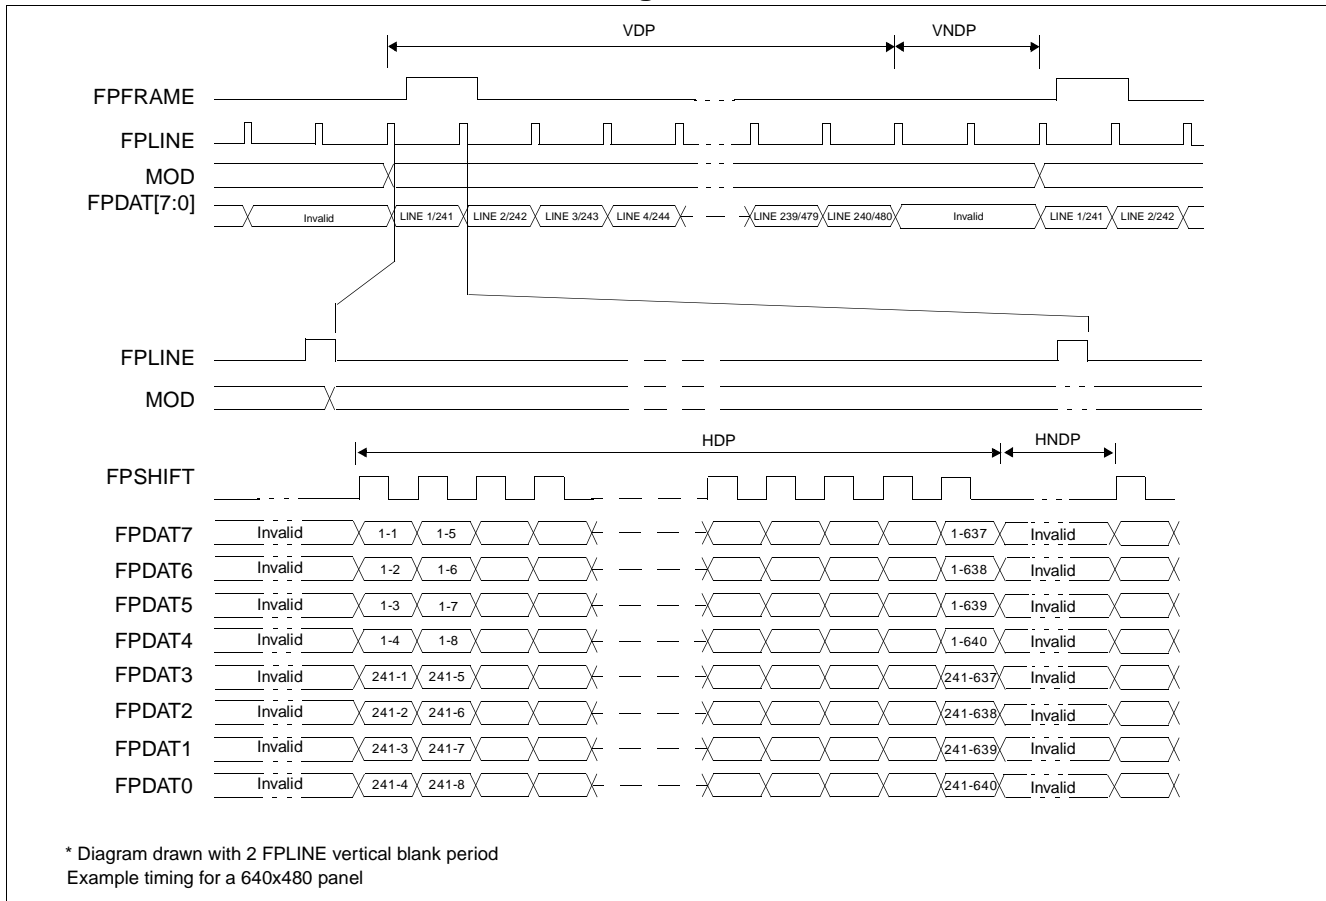 VDP VNDP
FPFRAME
FPLINE
MOD
FPDAT[7:0] Invalid LINE 1/241 LINE 2/242 LINE 3/243 LINE 4/244 LINE 239/479 LINE 240/480 Invalid LINE 1/241 LINE 2/242
FPLINE
MOD
HDP HNDP
FPSHIFT
FPDAT7 Invalid 1-1 1-5 1-637 Invalid
FPDAT6 Invalid 1-2 1-6 1-638 Invalid
FPDAT5 Invalid 1-3 1-7 1-639 Invalid
FPDAT4 Invalid 1-4 1-8 1-640 Invalid
FPDAT3 Invalid 241-1 241-5 241-637 Invalid
FPDAT2 Invalid 241-2 241-6 241-638 Invalid
FPDAT1 Invalid 241-3 241-7 241-639 Invalid
FPDAT0 Invalid 241-4 241-8 241-640 Invalid
* Diagram drawn with 2 FPLINE vertical blank period
Example timing for a 640x480 panel